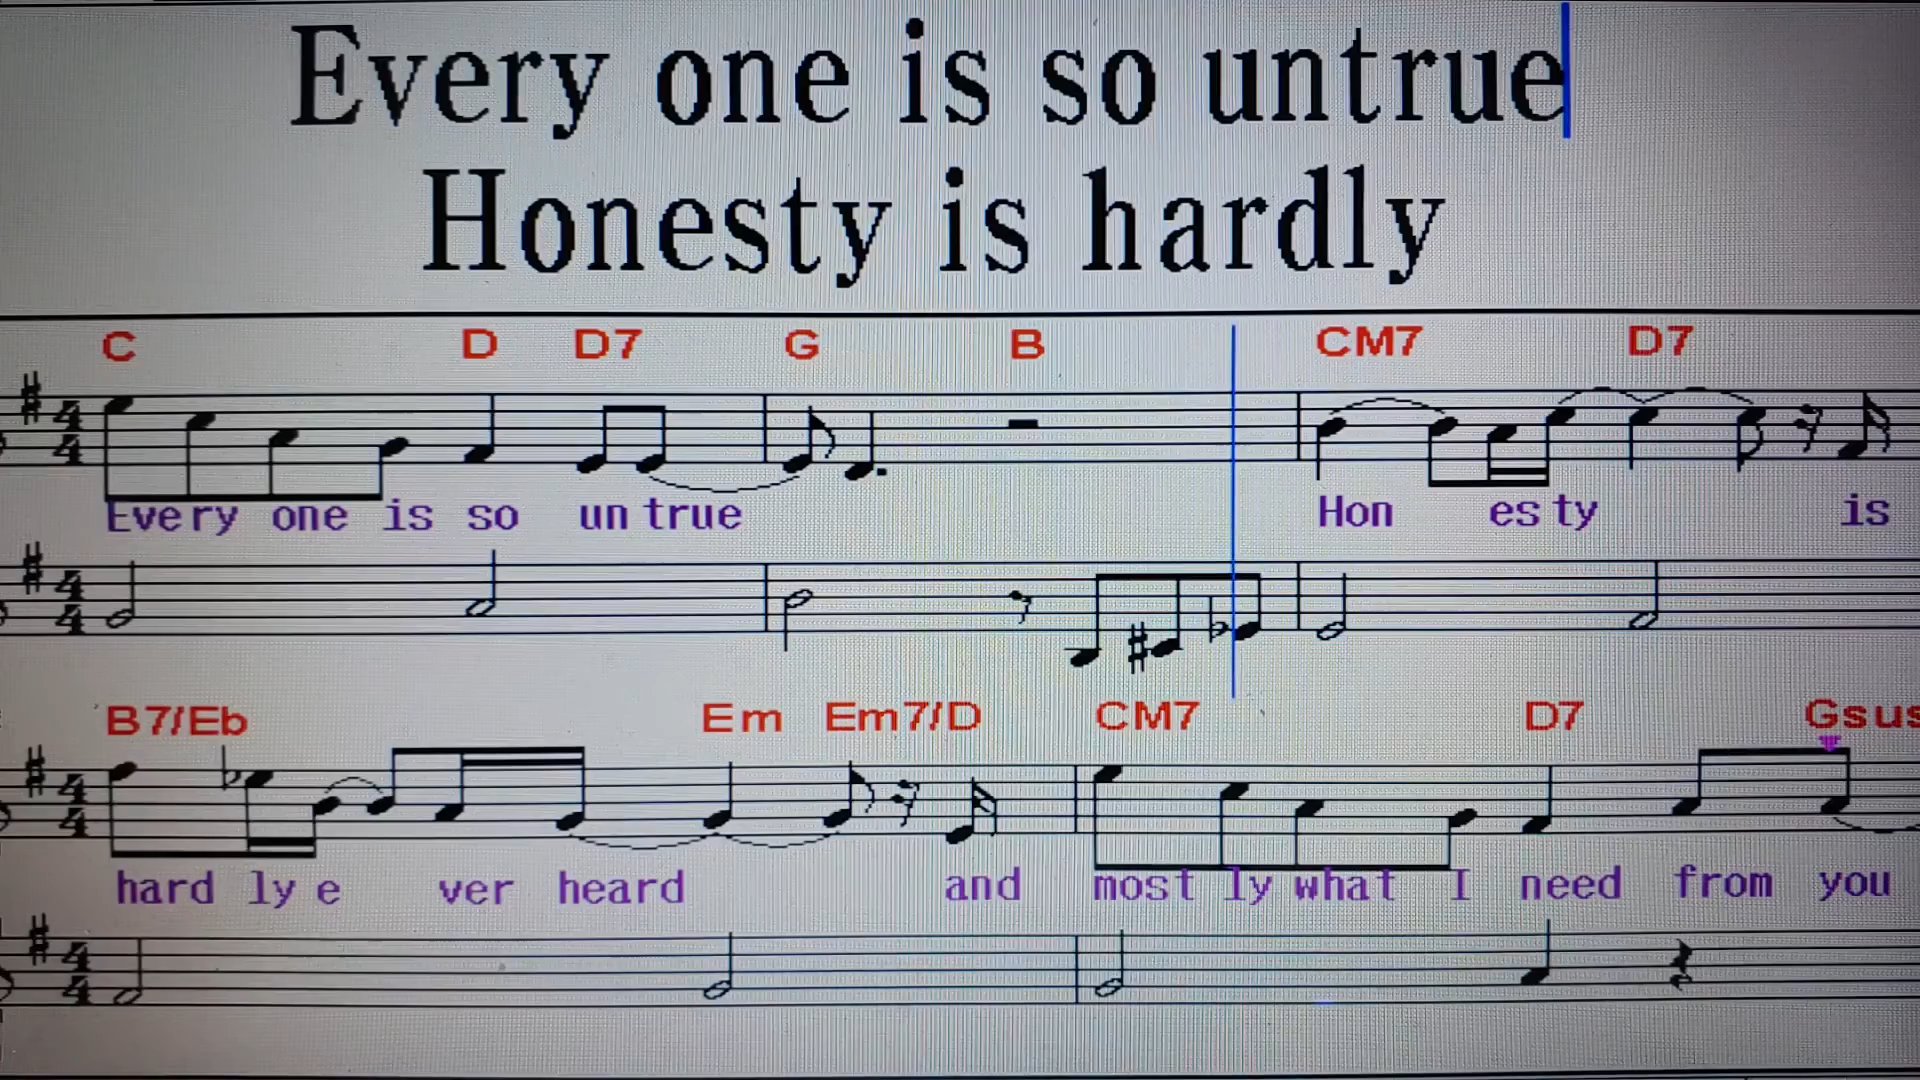 Every one is so untrue
Honesty is hardly
C D D7 G B CM7 D7
Every one is so un true Hon es ty is
B7/Eb Em Em7/D CM7 D7 Gsus
hard ly e ver heard and most ly what I need from you